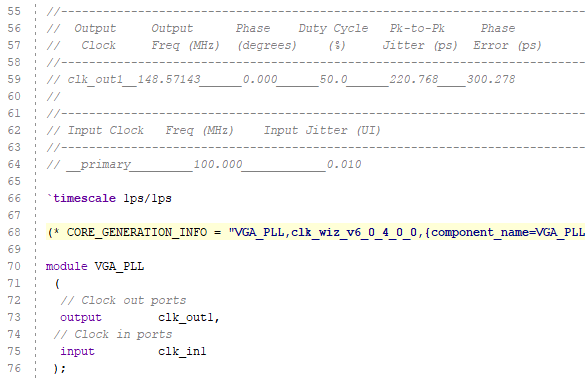 55 //----------------------------------------------------------------------------
56 // Output Output Phase Duty Cycle Pk-to-Pk Phase
57 // Clock Freq (MHz) (degrees) (%) Jitter (ps) Error (ps)
58 //----------------------------------------------------------------------------
59 // clk_out1__148.57143______0.000______50.0______220.768____300.278
60 //
61 //----------------------------------------------------------------------------
62 // Input Clock Freq (MHz) Input Jitter (UI)
63 //----------------------------------------------------------------------------
64 // __primary_________100.000____________0.010
65
66 `timescale 1ps/1ps
67
68 (* CORE_GENERATION_INFO = "VGA_PLL,clk_wiz_v6_0_4_0_0,{component_name=VGA_PLL
69
70 module VGA_PLL
71 (
72 // Clock out ports
73 output clk_out1,
74 // Clock in ports
75 input clk_in1
76 );